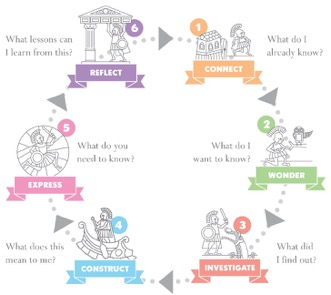 1
What do I
already know?
CONNECT
2
What do I
want to know?
WONDER
3
What did
I find out?
INVESTIGATE
4
What does this
mean to me?
CONSTRUCT
5
What do you
need to know?
EXPRESS
6
What lessons can
I learn from this?
REFLECT